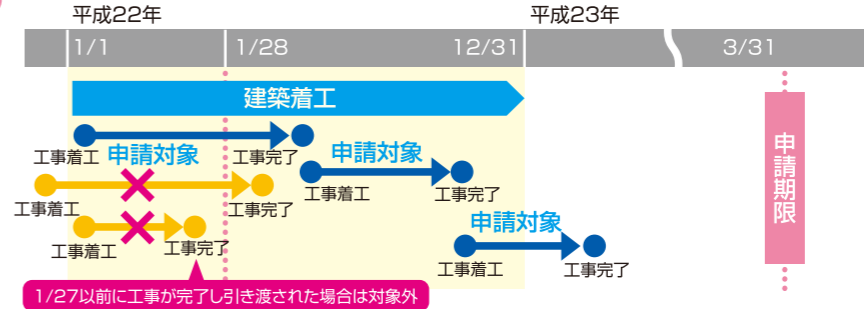 平成22年
平成23年
1/1
1/28
12/31
3/31
建築着工
工事着工
申請対象
工事完了
工事着工
申請対象
工事完了
工事着工
工事完了
工事着工
工事完了
工事着工
申請対象
工事完了
申請期限
1/27以前に工事が完了し引き渡された場合は対象外